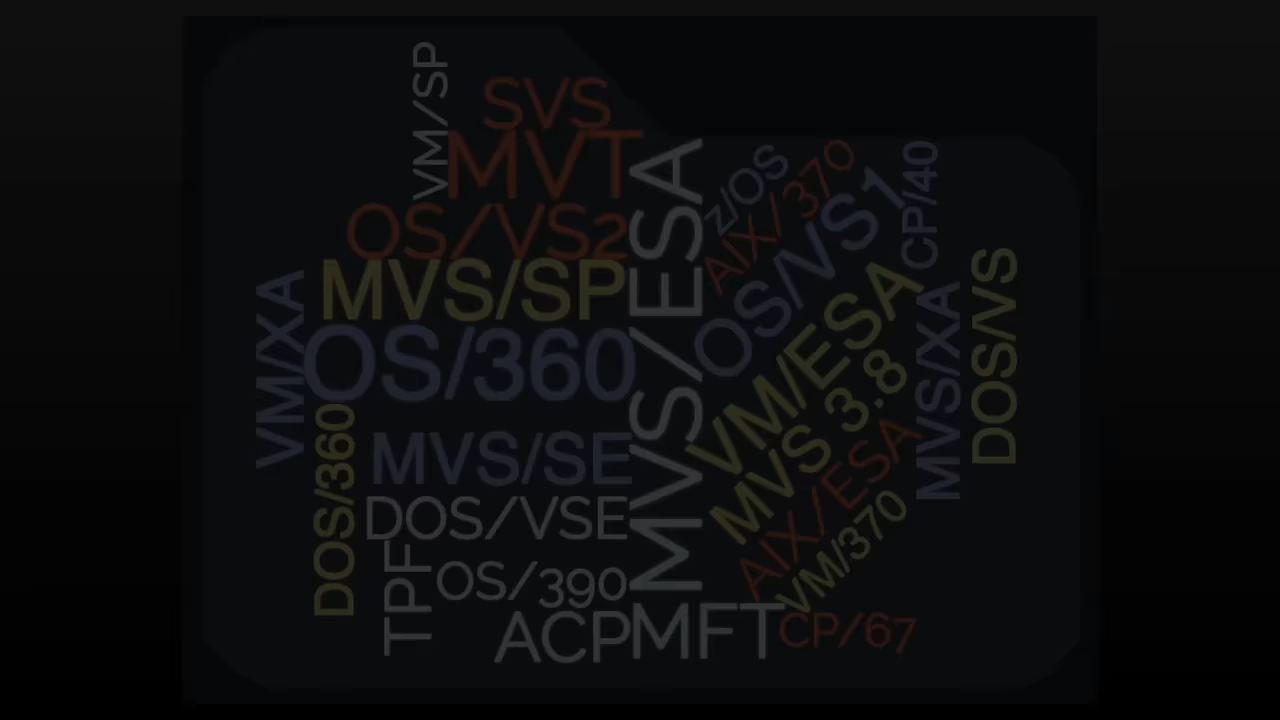 VM/SP
SVS
MVT
OS/VS2
MVS/SP
VM/XA
OS/360
DOS/360
MVS/SE
DOS/VSE
TPF
OS/390
ACP
MVS/ESA
MFT
z/OS
AIX/370
CP/40
OS/VS1
VM/ESA
MVS 3.8
MVS/XA
DOS/VS
AIX/ESA
VM/370
CP/67